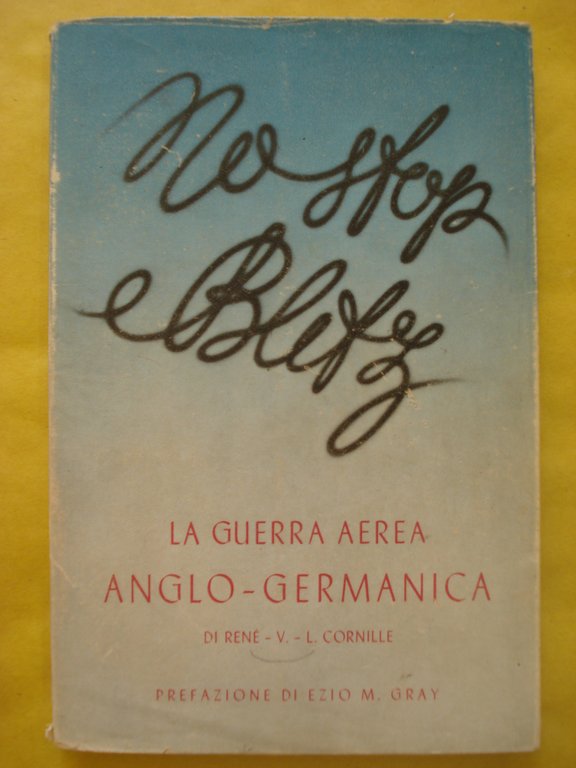 No stop
e Blitz
LA GUERRA AEREA
ANGLO-GERMANICA
DI RENÉ - V. - L. CORNILLE
PREFAZIONE DI EZIO M. GRAY